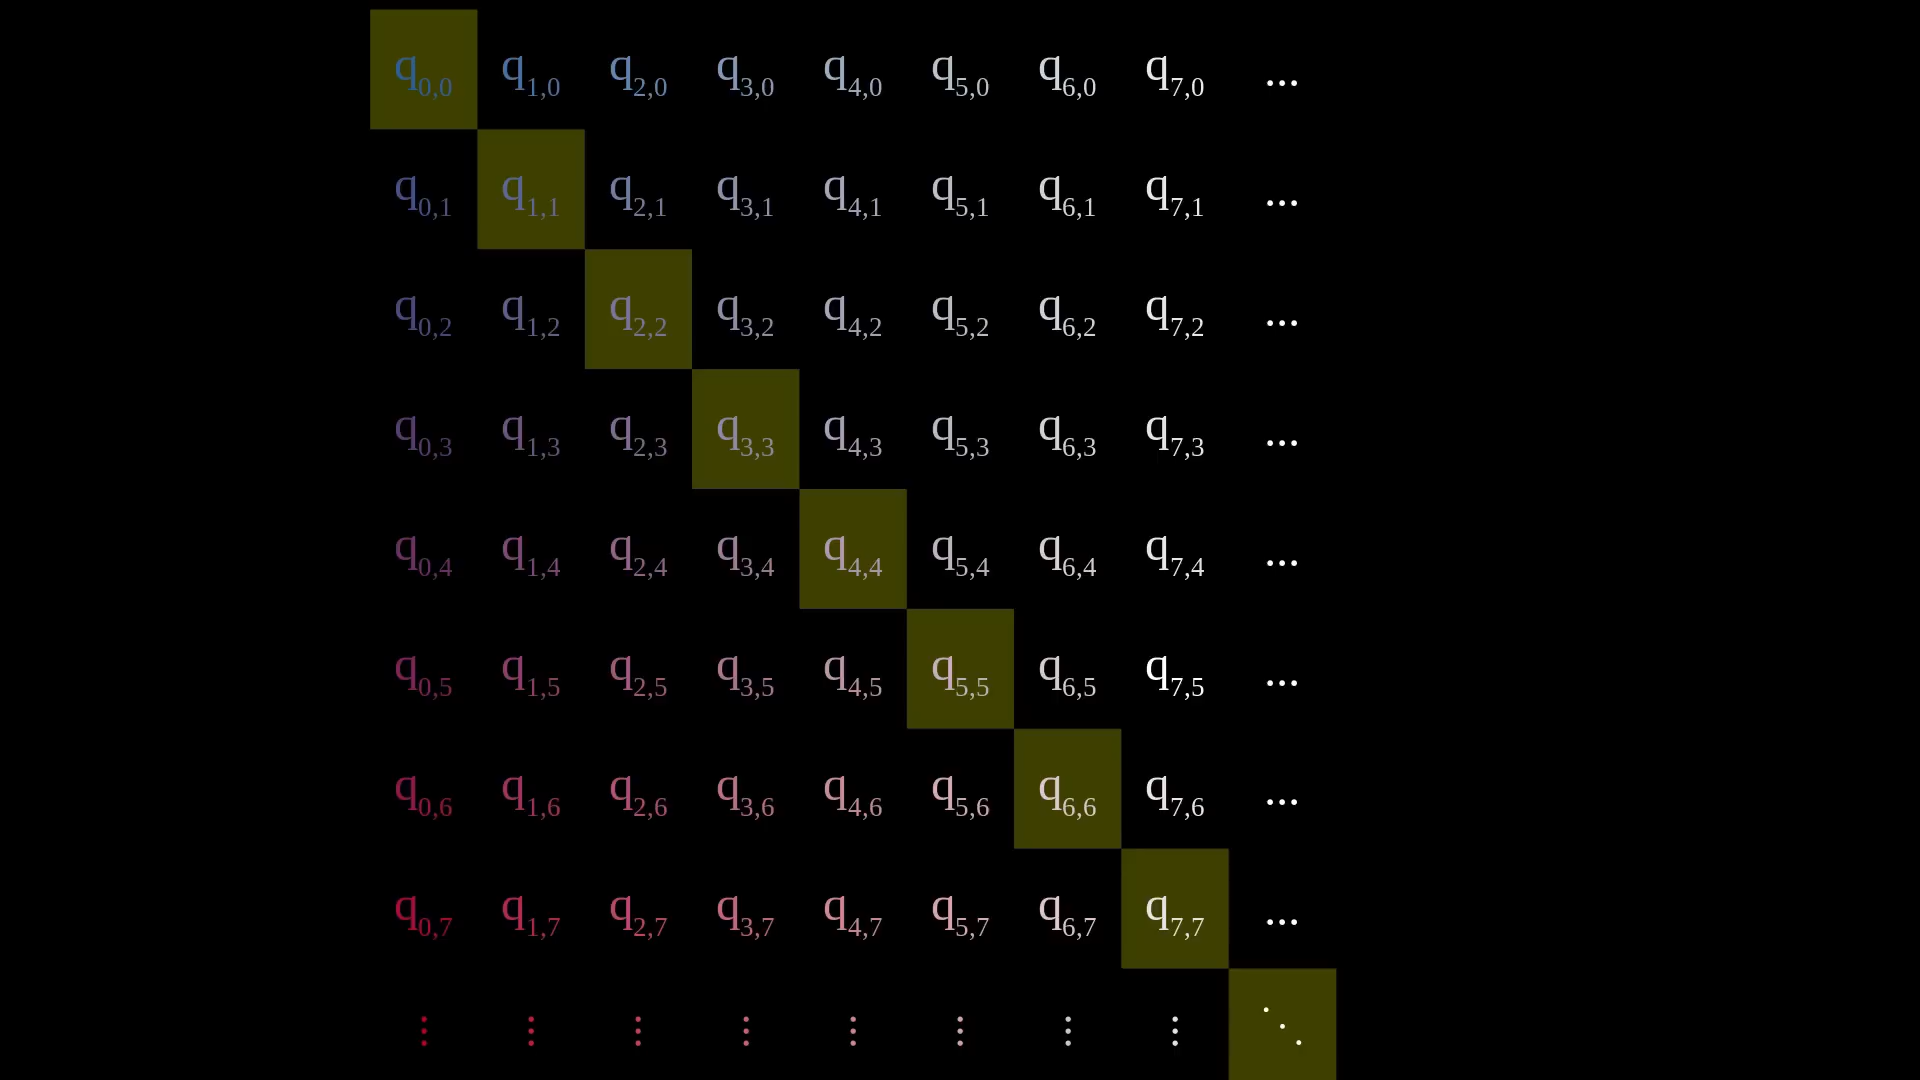 q0,0 q1,0 q2,0 q3,0 q4,0 q5,0 q6,0 q7,0 ...
q0,1 q1,1 q2,1 q3,1 q4,1 q5,1 q6,1 q7,1 ...
q0,2 q1,2 q2,2 q3,2 q4,2 q5,2 q6,2 q7,2 ...
q0,3 q1,3 q2,3 q3,3 q4,3 q5,3 q6,3 q7,3 ...
q0,4 q1,4 q2,4 q3,4 q4,4 q5,4 q6,4 q7,4 ...
q0,5 q1,5 q2,5 q3,5 q4,5 q5,5 q6,5 q7,5 ...
q0,6 q1,6 q2,6 q3,6 q4,6 q5,6 q6,6 q7,6 ...
q0,7 q1,7 q2,7 q3,7 q4,7 q5,7 q6,7 q7,7 ...
⋮ ⋮ ⋮ ⋮ ⋮ ⋮ ⋮ ⋮ ⋱